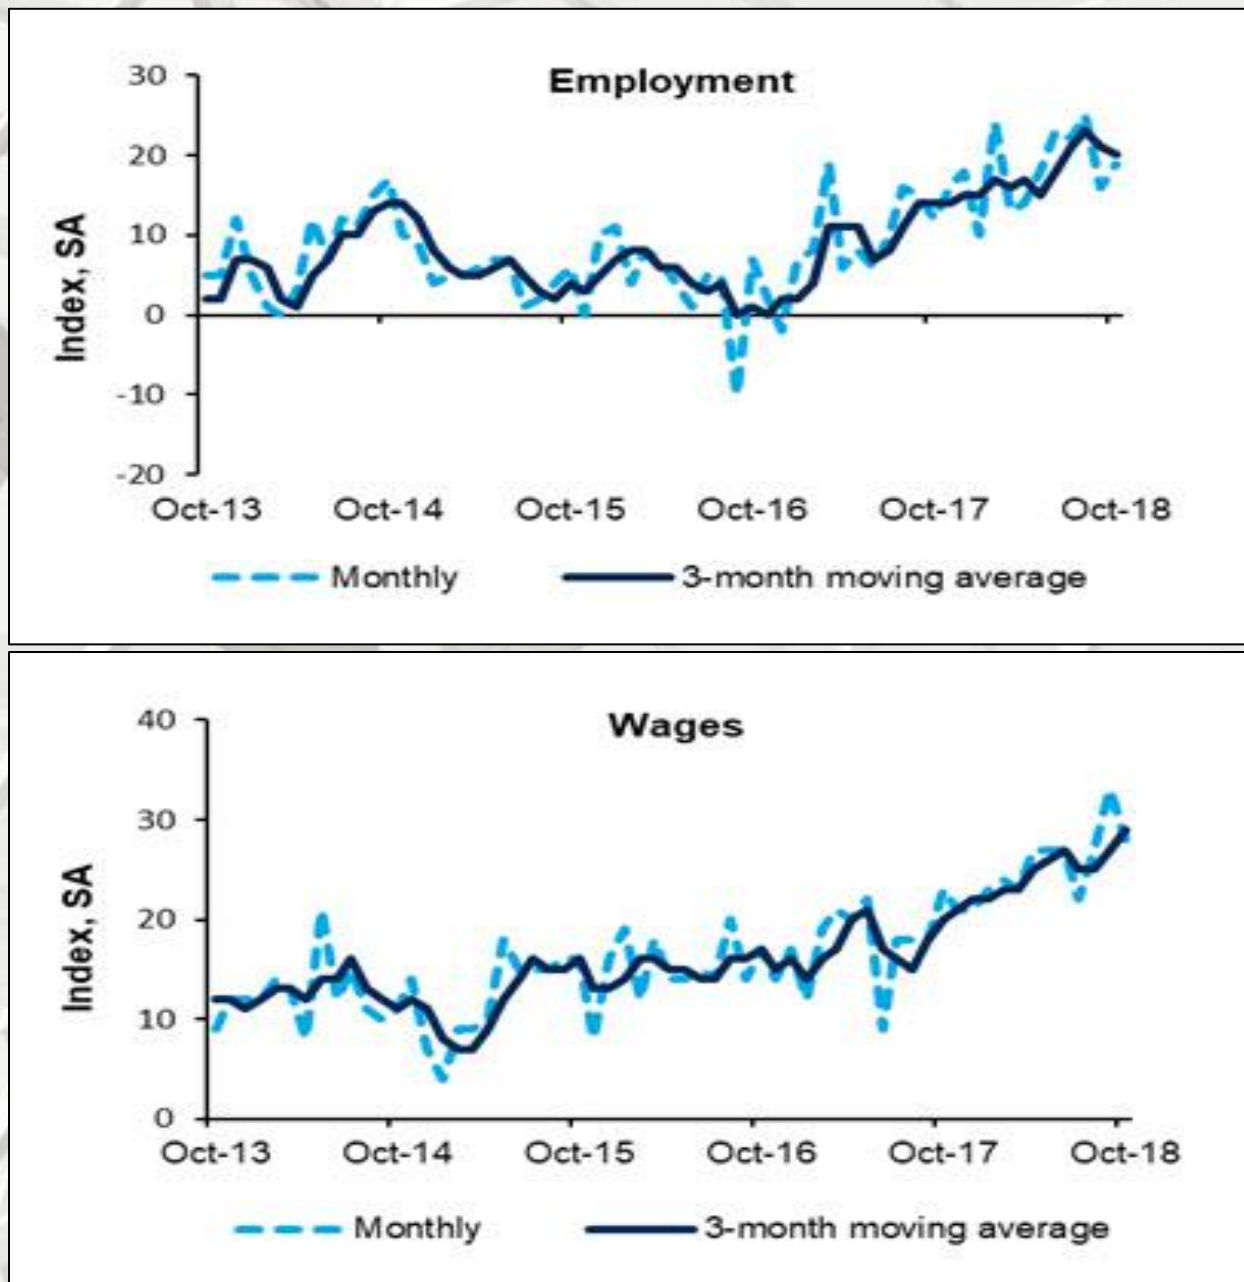 Employment
Index, SA
30
20
10
0
-10
-20
Oct-13 Oct-14 Oct-15 Oct-16 Oct-17 Oct-18
Monthly 3-month moving average
Wages
Index, SA
40
30
20
10
0
Oct-13 Oct-14 Oct-15 Oct-16 Oct-17 Oct-18
Monthly 3-month moving average